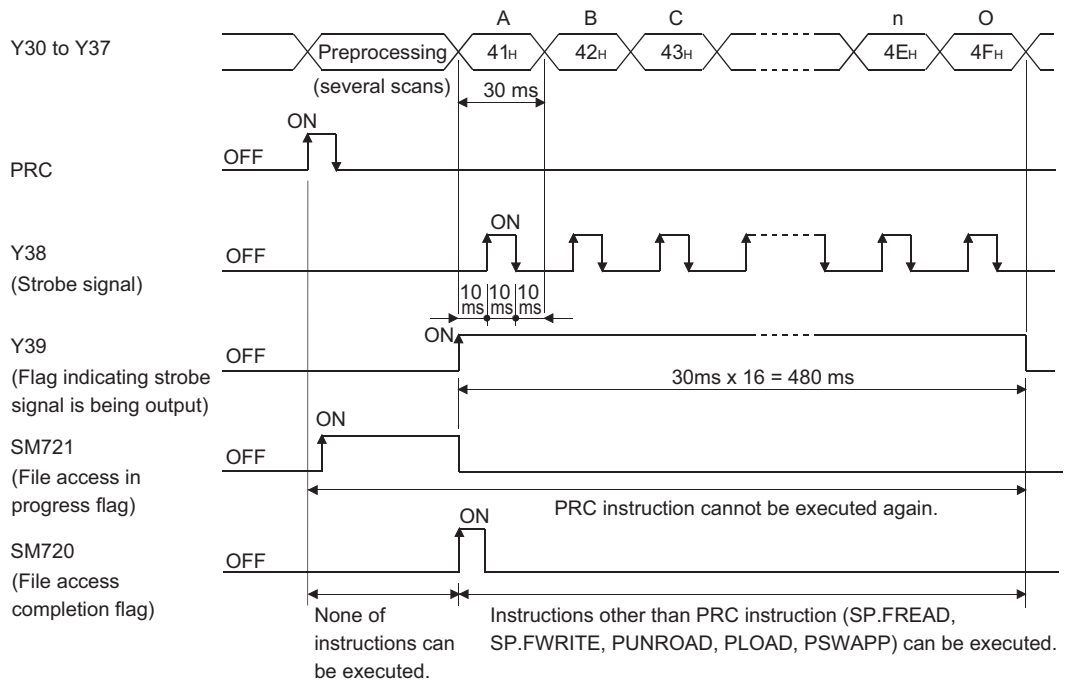 A B C n O
Y30 to Y37
Preprocessing 41H 42H 43H 4EH 4FH
(several scans) 30 ms
ON
PRC
OFF
ON
Y38
OFF
(Strobe signal)
10 10 10
ms ms ms
Y39
ON
OFF
(Flag indicating strobe
30ms x 16 = 480 ms
signal is being output)
ON
SM721
OFF
(File access in
progress flag)
PRC instruction cannot be executed again.
ON
SM720
OFF
(File access
completion flag)
None of
instructions can
be executed.
Instructions other than PRC instruction (SP.FREAD,
SP.FWRITE, PUNROAD, PLOAD, PSWAPP) can be executed.